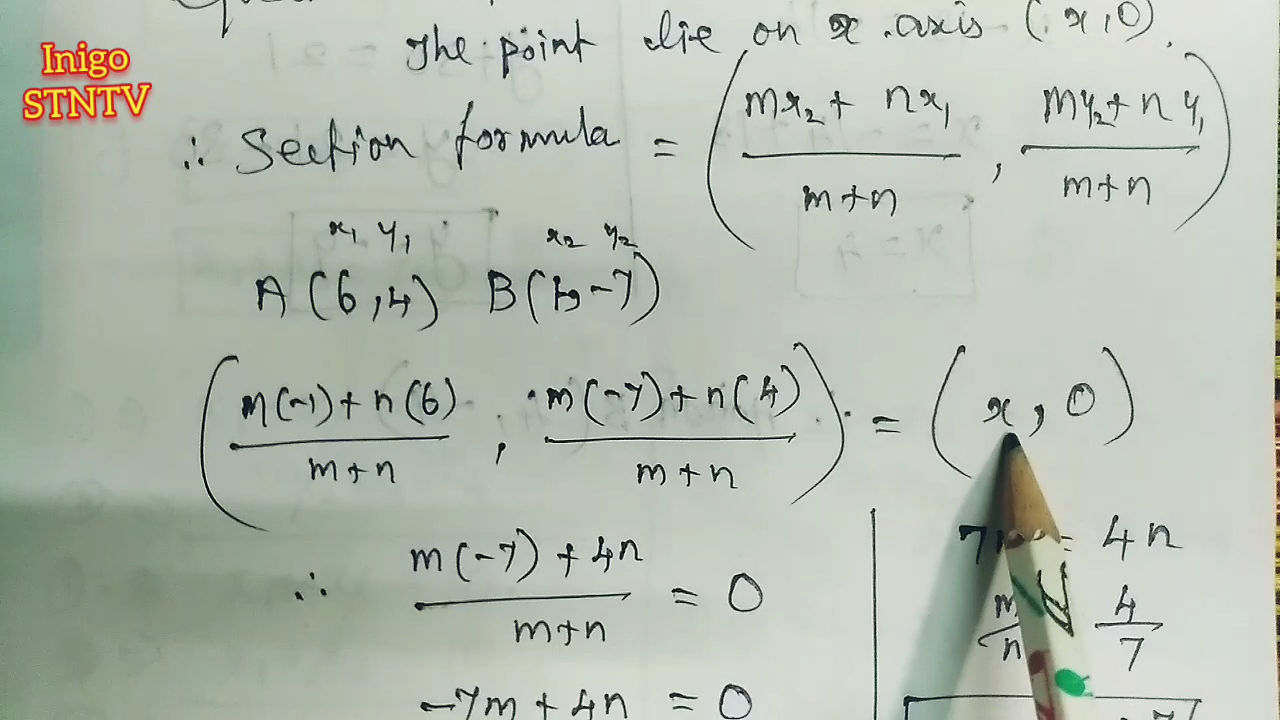 Inigo
STNTV
The point lie on x axis (x, 0).
∴ Section formula = ( (mx₂ + nx₁)/(m+n) , (my₂ + ny₁)/(m+n) )
x₁ y₁ x₂ y₂
A (6, 4) B ( -7)
( (m(-1) + n(6))/(m+n) , (m(-7) + n(4))/(m+n) ) = (x, 0)
∴ (m(-7) + 4n)/(m+n) = 0
-7m + 4n = 0
= 4n
m/n 4/7